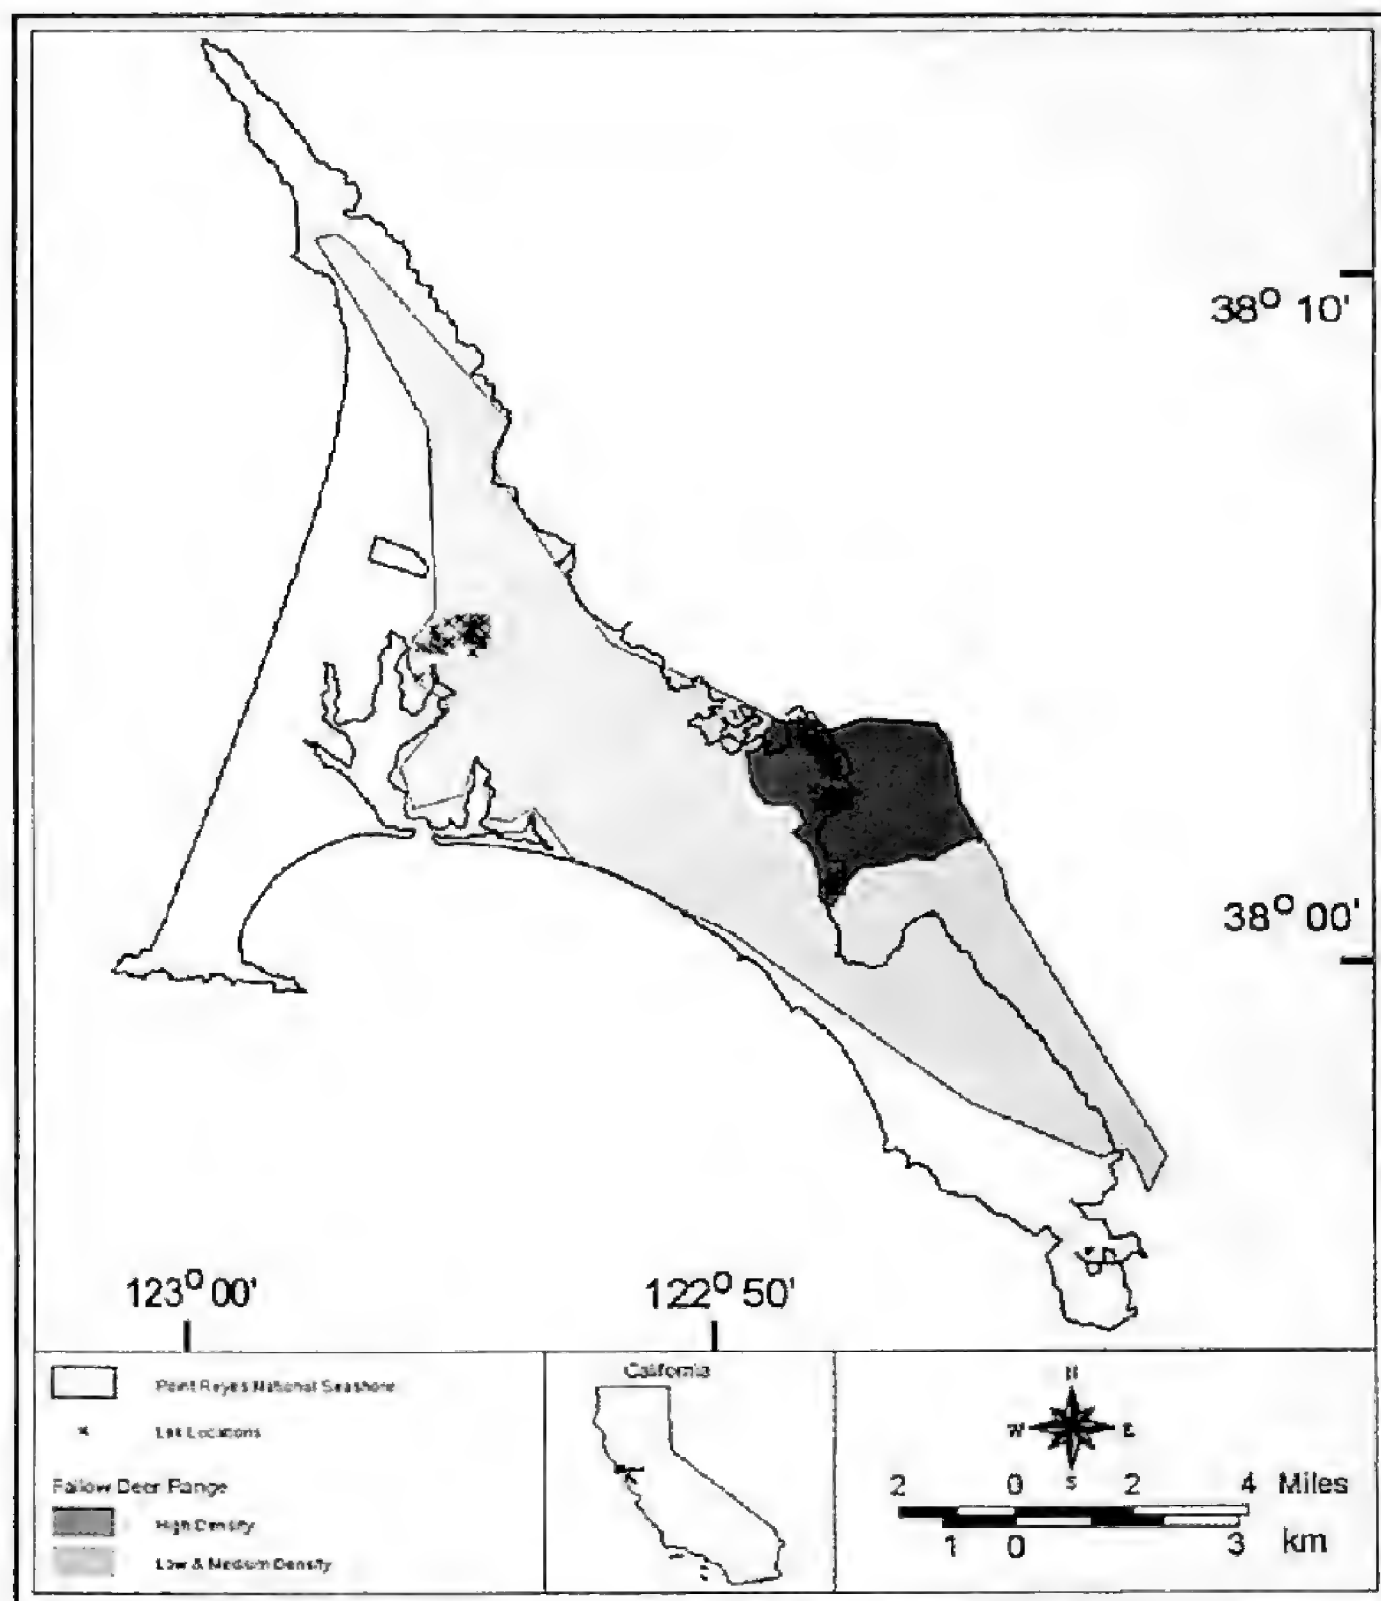 38° 10'
38° 00'
123° 00'
122° 50'
Point Reyes National Seashore
Lek Locations
Fallow Deer Range
High Density
Low & Medium Density
California
N
W E
S
2 0 2 4 Miles
1 0 3 km